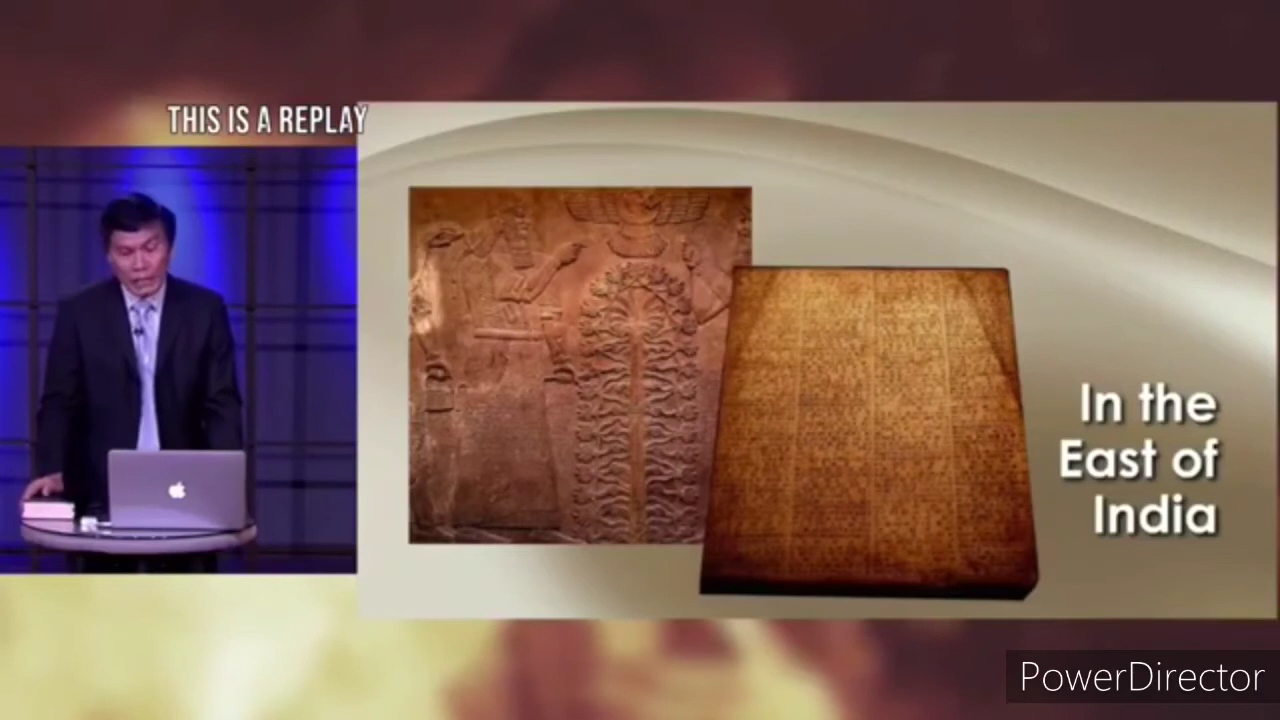 THIS IS A REPLAY
In the
East of
India
PowerDirector